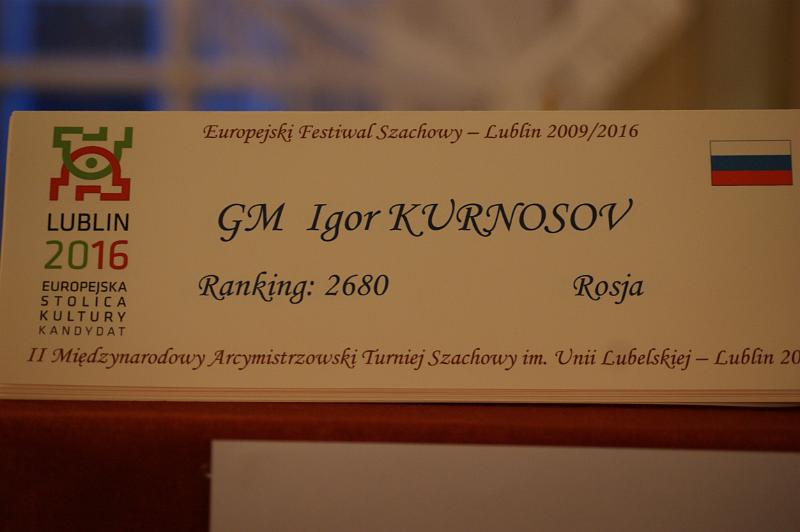 Europejski Festiwal Szachowy – Lublin 2009/2016
LUBLIN
2016
EUROPEJSKA
STOLICA
KULTURY
KANDYDAT
GM Igor KURNOSOV
Ranking: 2680 Rosja
II Międzynarodowy Arcymistrzowski Turniej Szachowy im. Unii Lubelskiej – Lublin 20